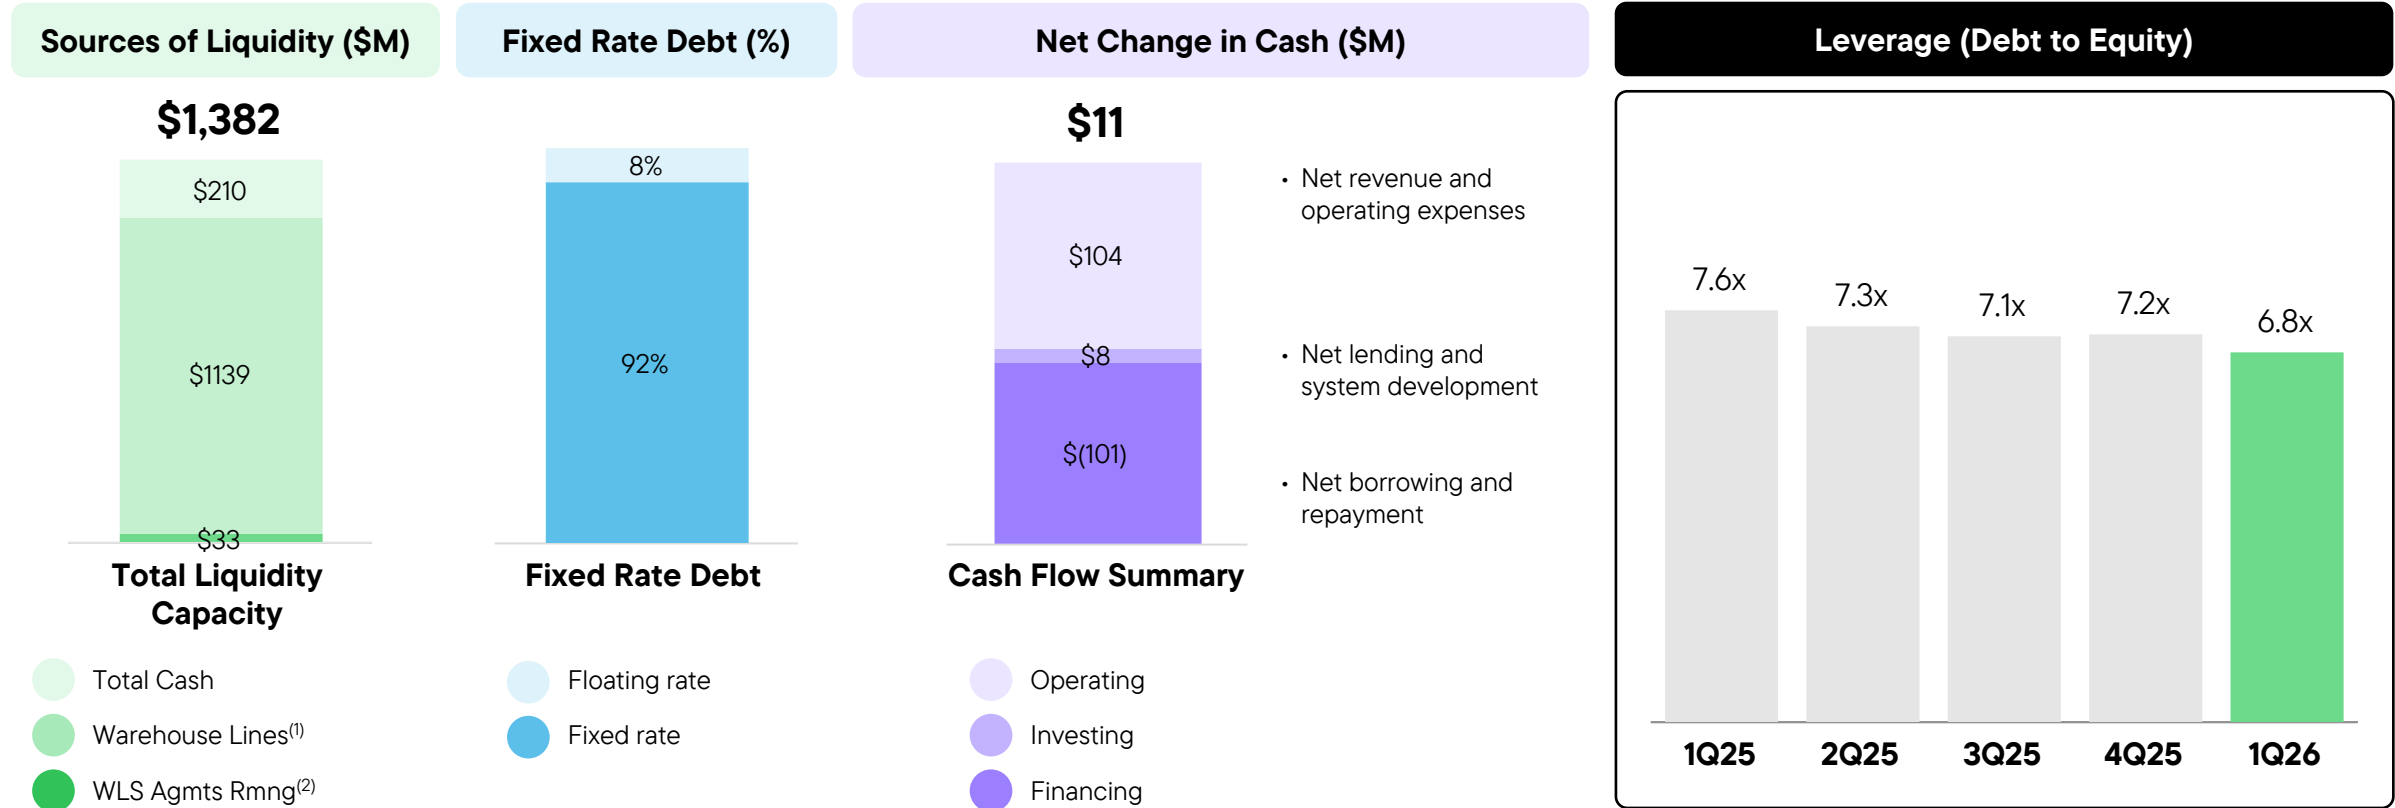 Sources of Liquidity ($M)
$1,382
$210
$1139
$33
Total Liquidity
Capacity
Total Cash
Warehouse Lines(1)
WLS Agmts Rmng(2)
Fixed Rate Debt (%)
8%
92%
Fixed Rate Debt
Floating rate
Fixed rate
Net Change in Cash ($M)
$11
$104
$8
$(101)
Cash Flow Summary
• Net revenue and
operating expenses
• Net lending and
system development
• Net borrowing and
repayment
Operating
Investing
Financing
Leverage (Debt to Equity)
7.6x
7.3x
7.1x
7.2x
6.8x
1Q25
2Q25
3Q25
4Q25
1Q26